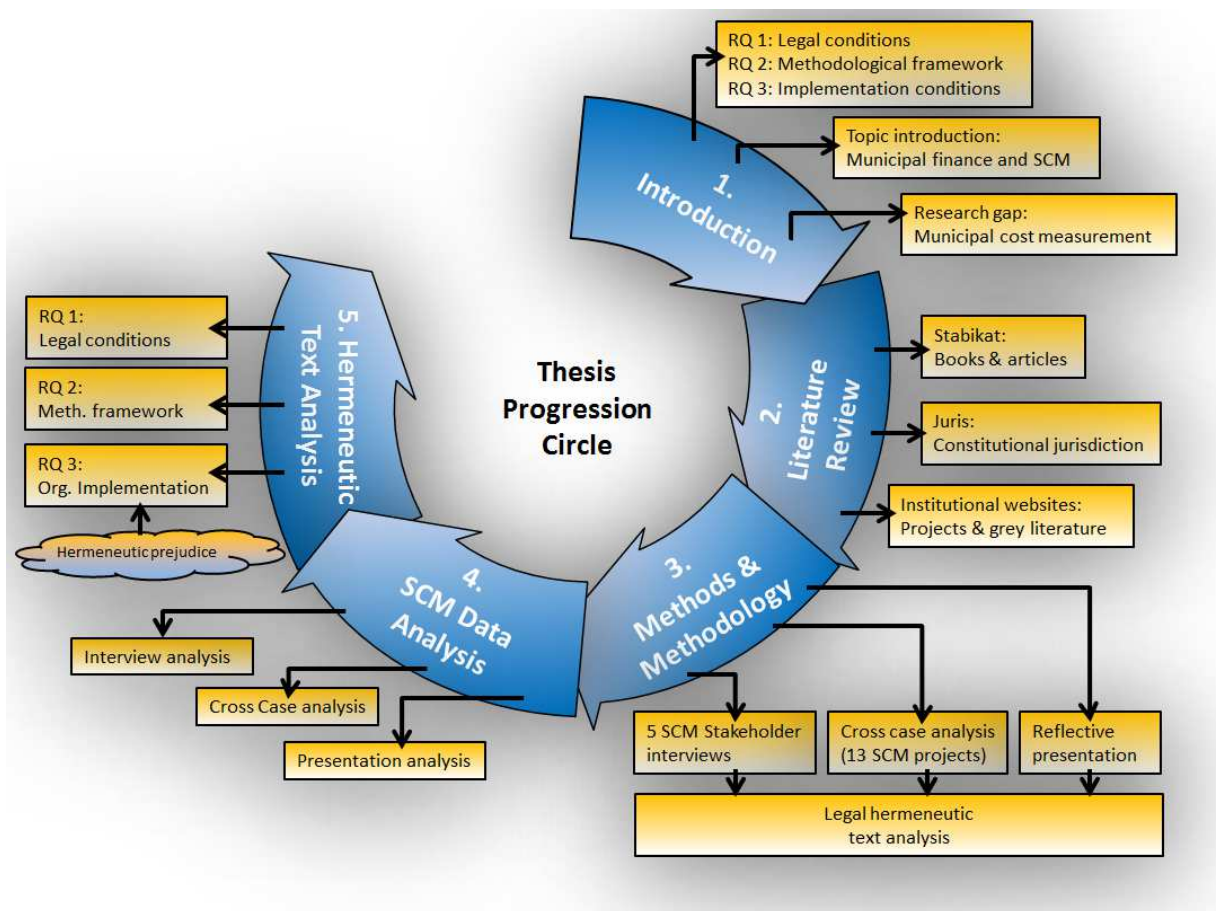 RQ 1: Legal conditions
RQ 2: Methodological framework
RQ 3: Implementation conditions
1.
Introduction
Topic introduction:
Municipal finance and SCM
Research gap:
Municipal cost measurement
2.
Literature
Review
Stabikat:
Books & articles
Juris:
Constitutional jurisdiction
Institutional websites:
Projects & grey literature
Thesis
Progression
Circle
3.
Methods &
Methodology
5 SCM Stakeholder
interviews
Cross case analysis
(13 SCM projects)
Reflective
presentation
Legal hermeneutic
text analysis
4.
SCM Data
Analysis
Interview analysis
Cross Case analysis
Presentation analysis
5. Hermeneutic
Text Analysis
RQ 1:
Legal conditions
RQ 2:
Meth. framework
RQ 3:
Org. Implementation
Hermeneutic prejudice